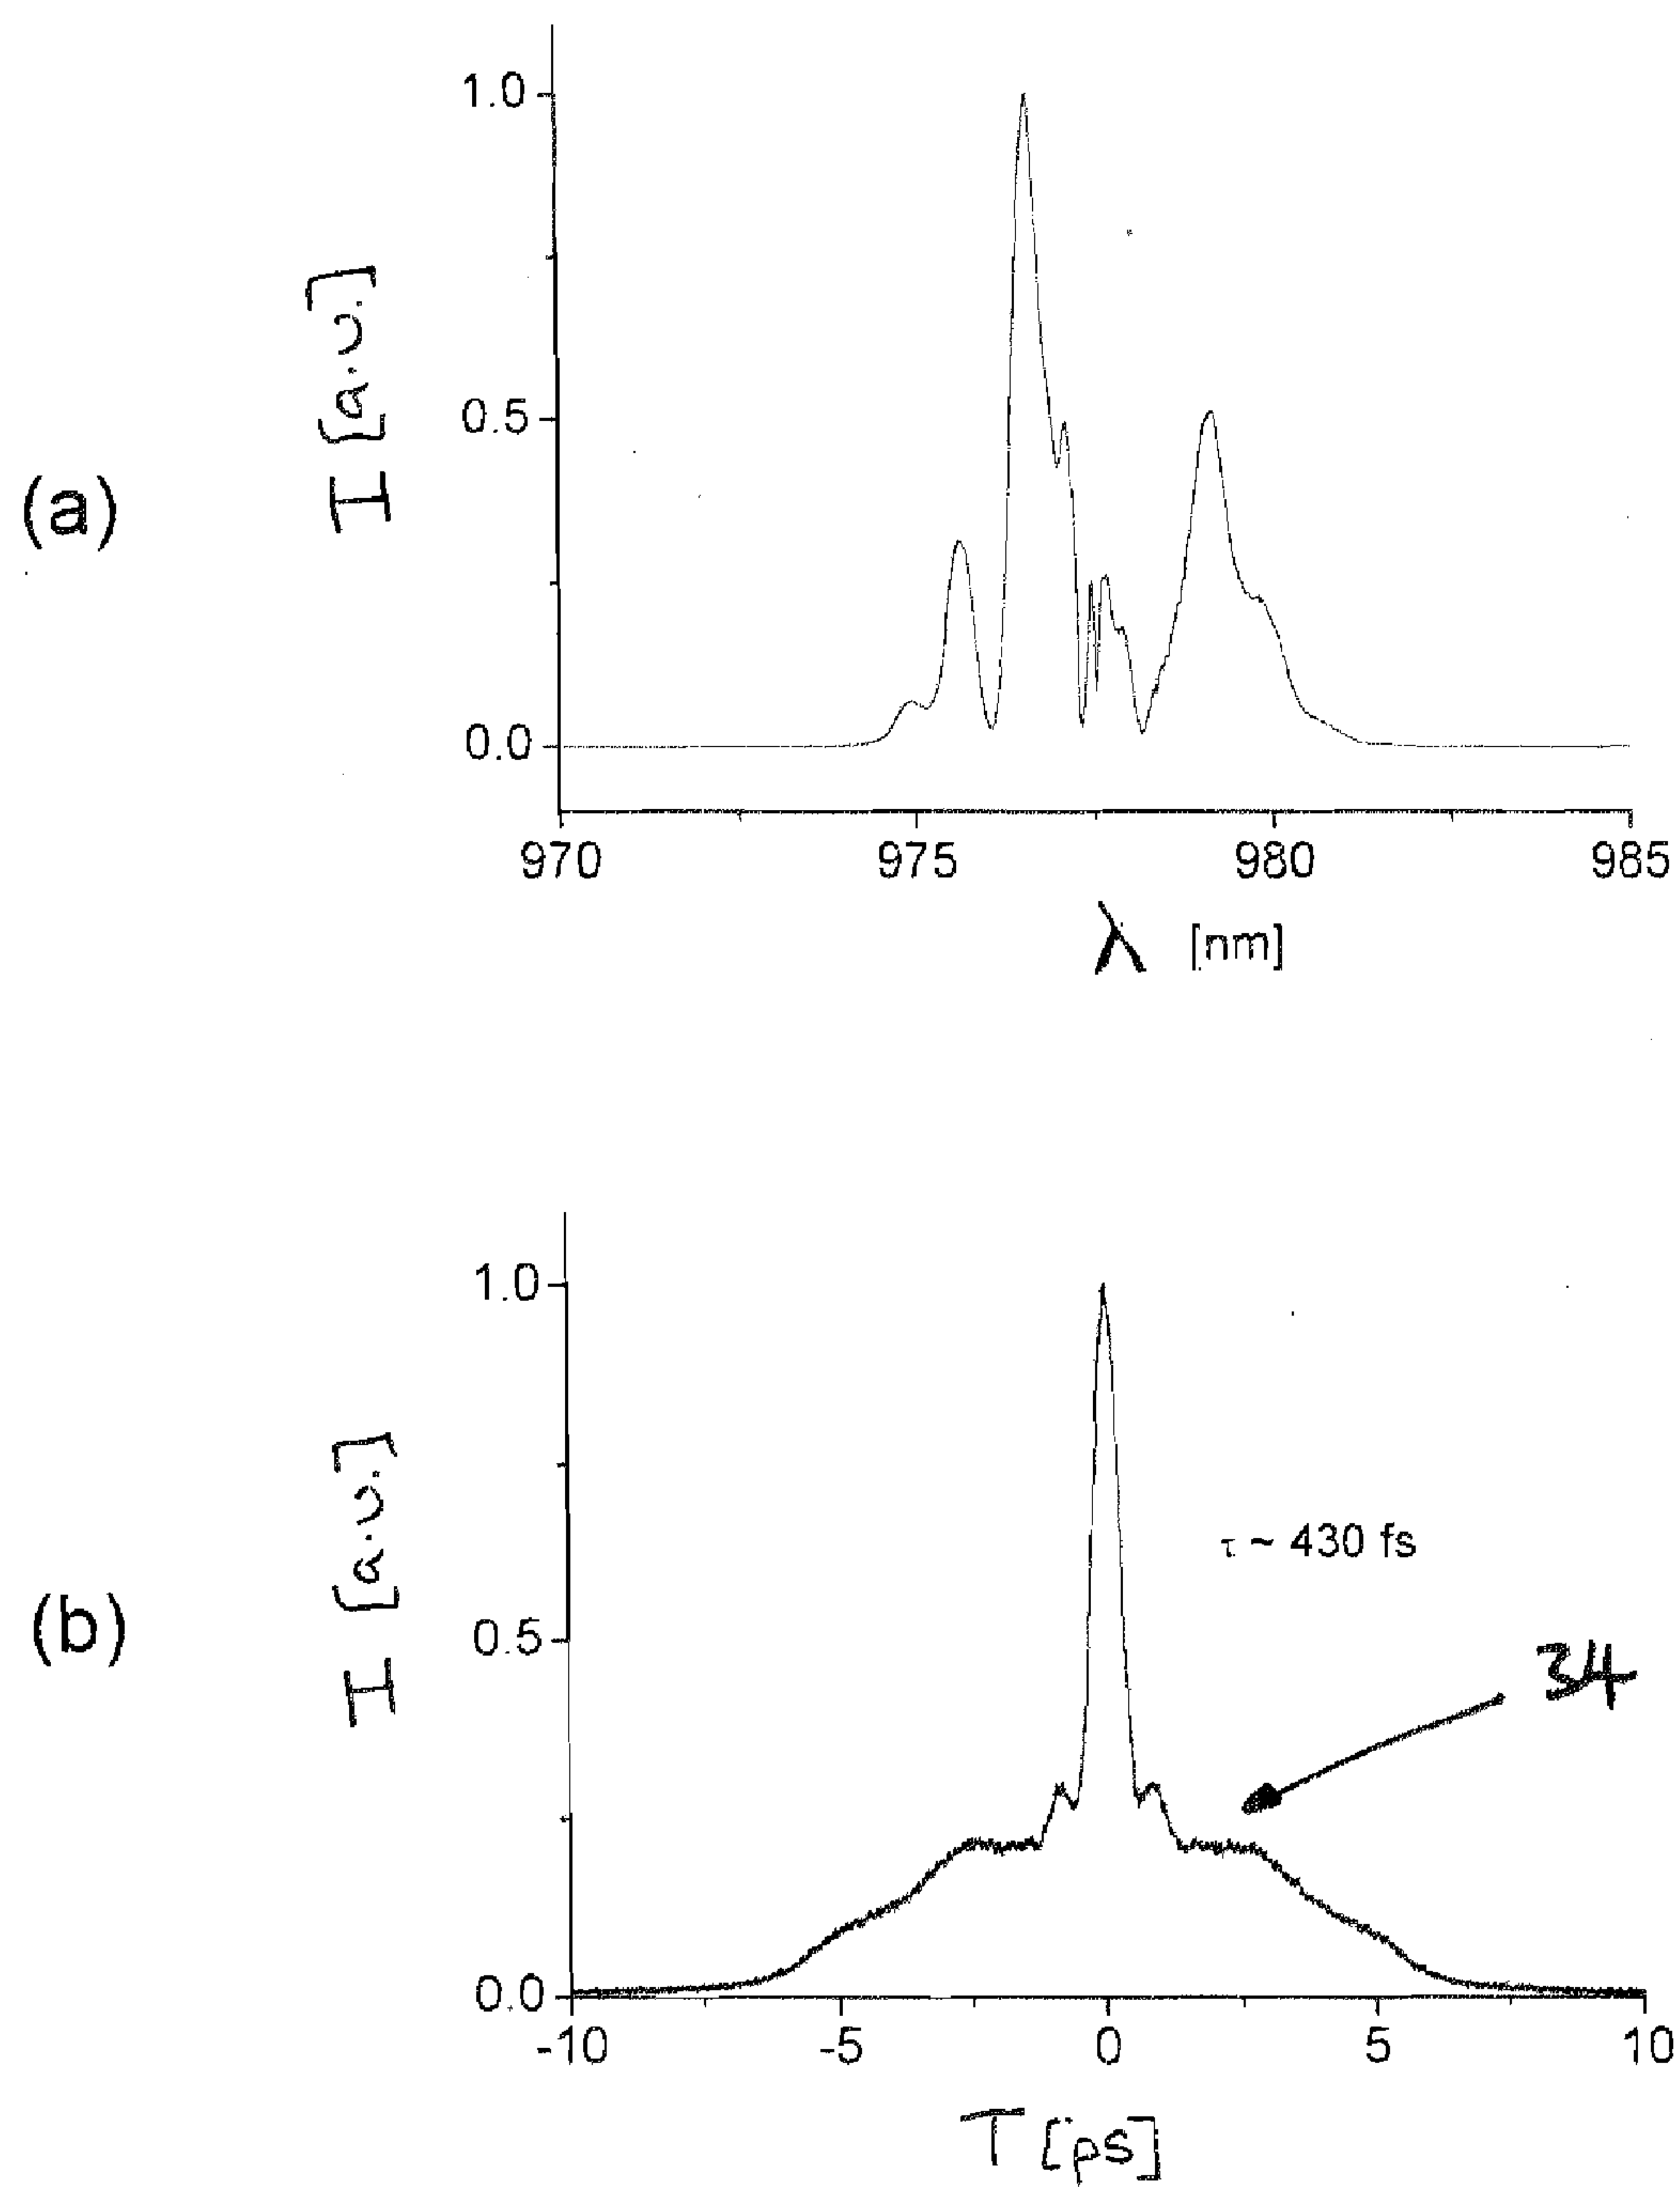 (a)
I [a.u.]
1.0
0.5
0.0
970 975 980 985
λ [nm]
(b)
I [a.u.]
1.0
0.5
0.0
τ ~ 430 fs
34
-10 -5 0 5 10
T [ps]